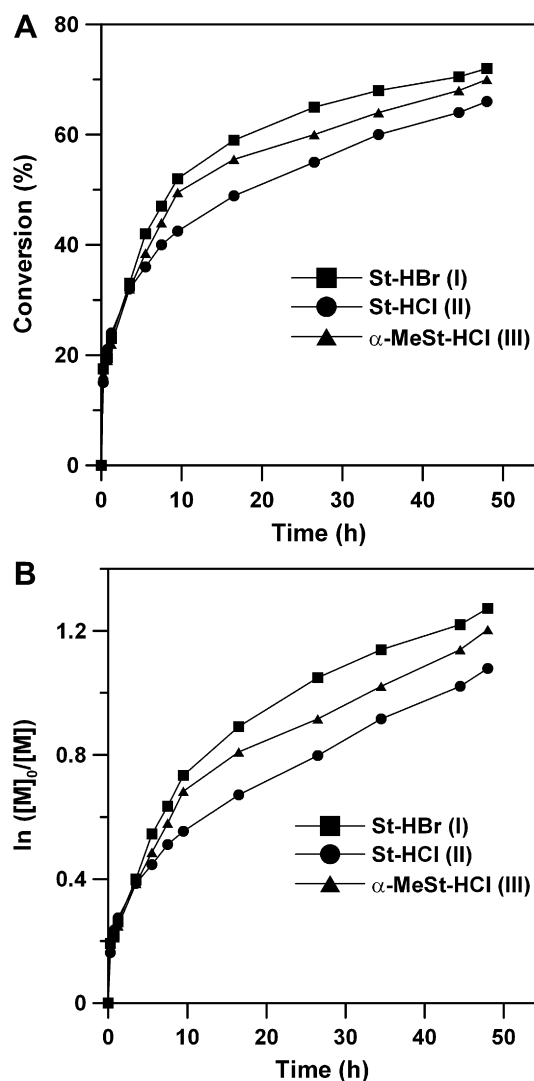 A
80
60
40
20
0
Conversion (%)
St-HBr (I)
St-HCl (II)
α-MeSt-HCl (III)
0 10 20 30 40 50
Time (h)
B
1.2
0.8
0.4
0
ln ([M]₀/[M])
St-HBr (I)
St-HCl (II)
α-MeSt-HCl (III)
0 10 20 30 40 50
Time (h)